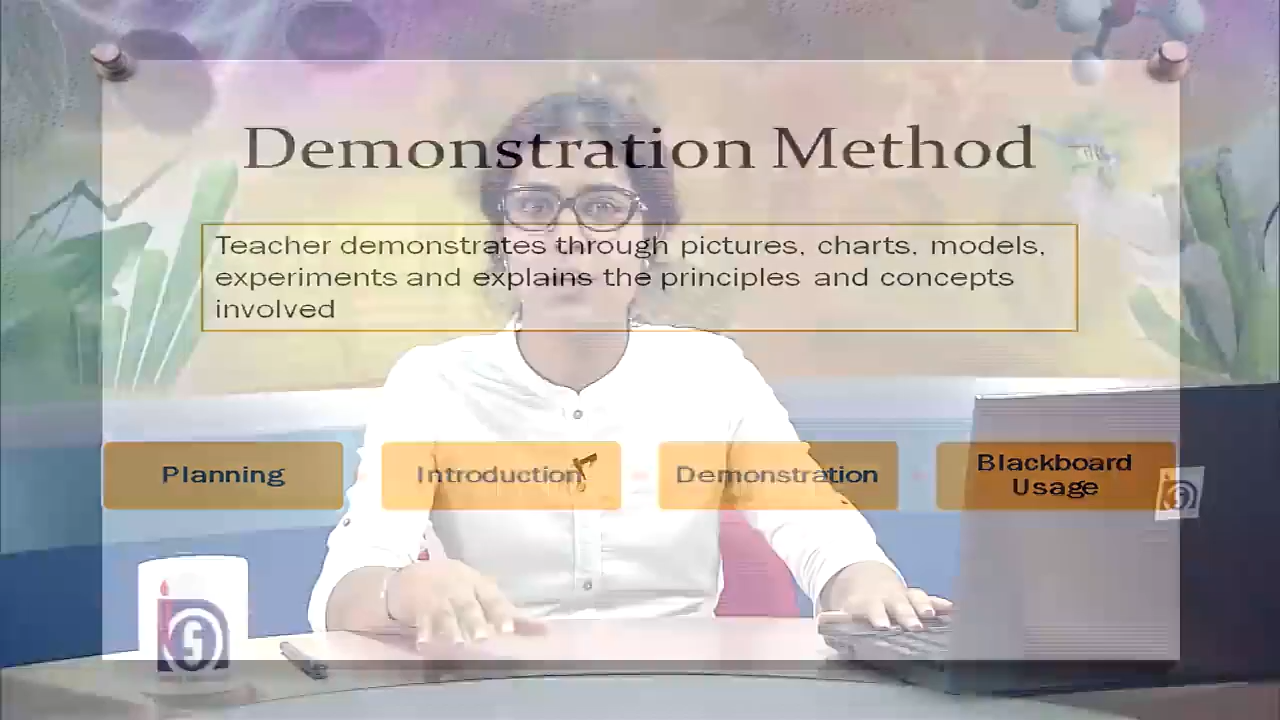 Demonstration Method
Teacher demonstrates through pictures, charts, models,
experiments and explains the principles and concepts
involved
Planning
Introduction
Demonstration
Blackboard
Usage